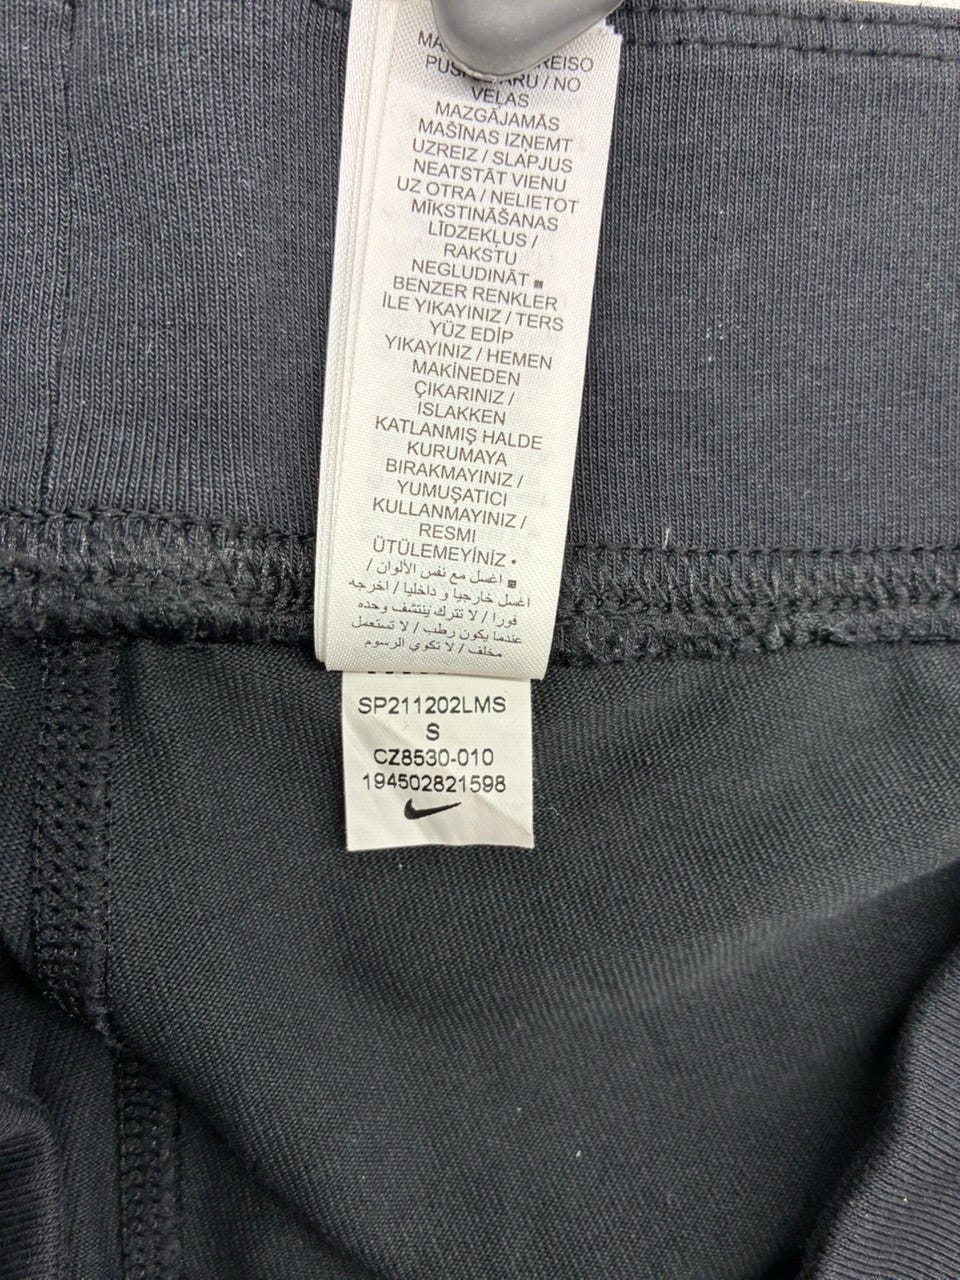 REISO
/ NO
VELAS
MAZGĀJAMĀS
MAŠĪNAS IZŅEMT
UZREIZ / SLAPJUS
NEATSTĀT VIENU
UZ OTRA / NELIETOT
MĪKSTINĀŠANAS
LĪDZEKĻUS /
RAKSTU
NEGLUDINĀT ■
BENZER RENKLER
İLE YIKAYINIZ / TERS
YÜZ EDİP
YIKAYINIZ / HEMEN
MAKİNEDEN
ÇIKARINIZ /
ISLAKKEN
KATLANMIŞ HALDE
KURUMAYA
BIRAKMAYINIZ /
YUMUŞATICI
KULLANMAYINIZ /
RESMI
ÜTÜLEMEYİNİZ •
■ اغسل مع نفس الألوان /
اغسل خارجيا و داخليا / اخرجه
فورا / لا تترك بنتشف وحده
عندما يكون رطب / لا تستعمل
مخلف / لا تكوي الرسوم
SP211202LMS
S
CZ8530-010
194502821598